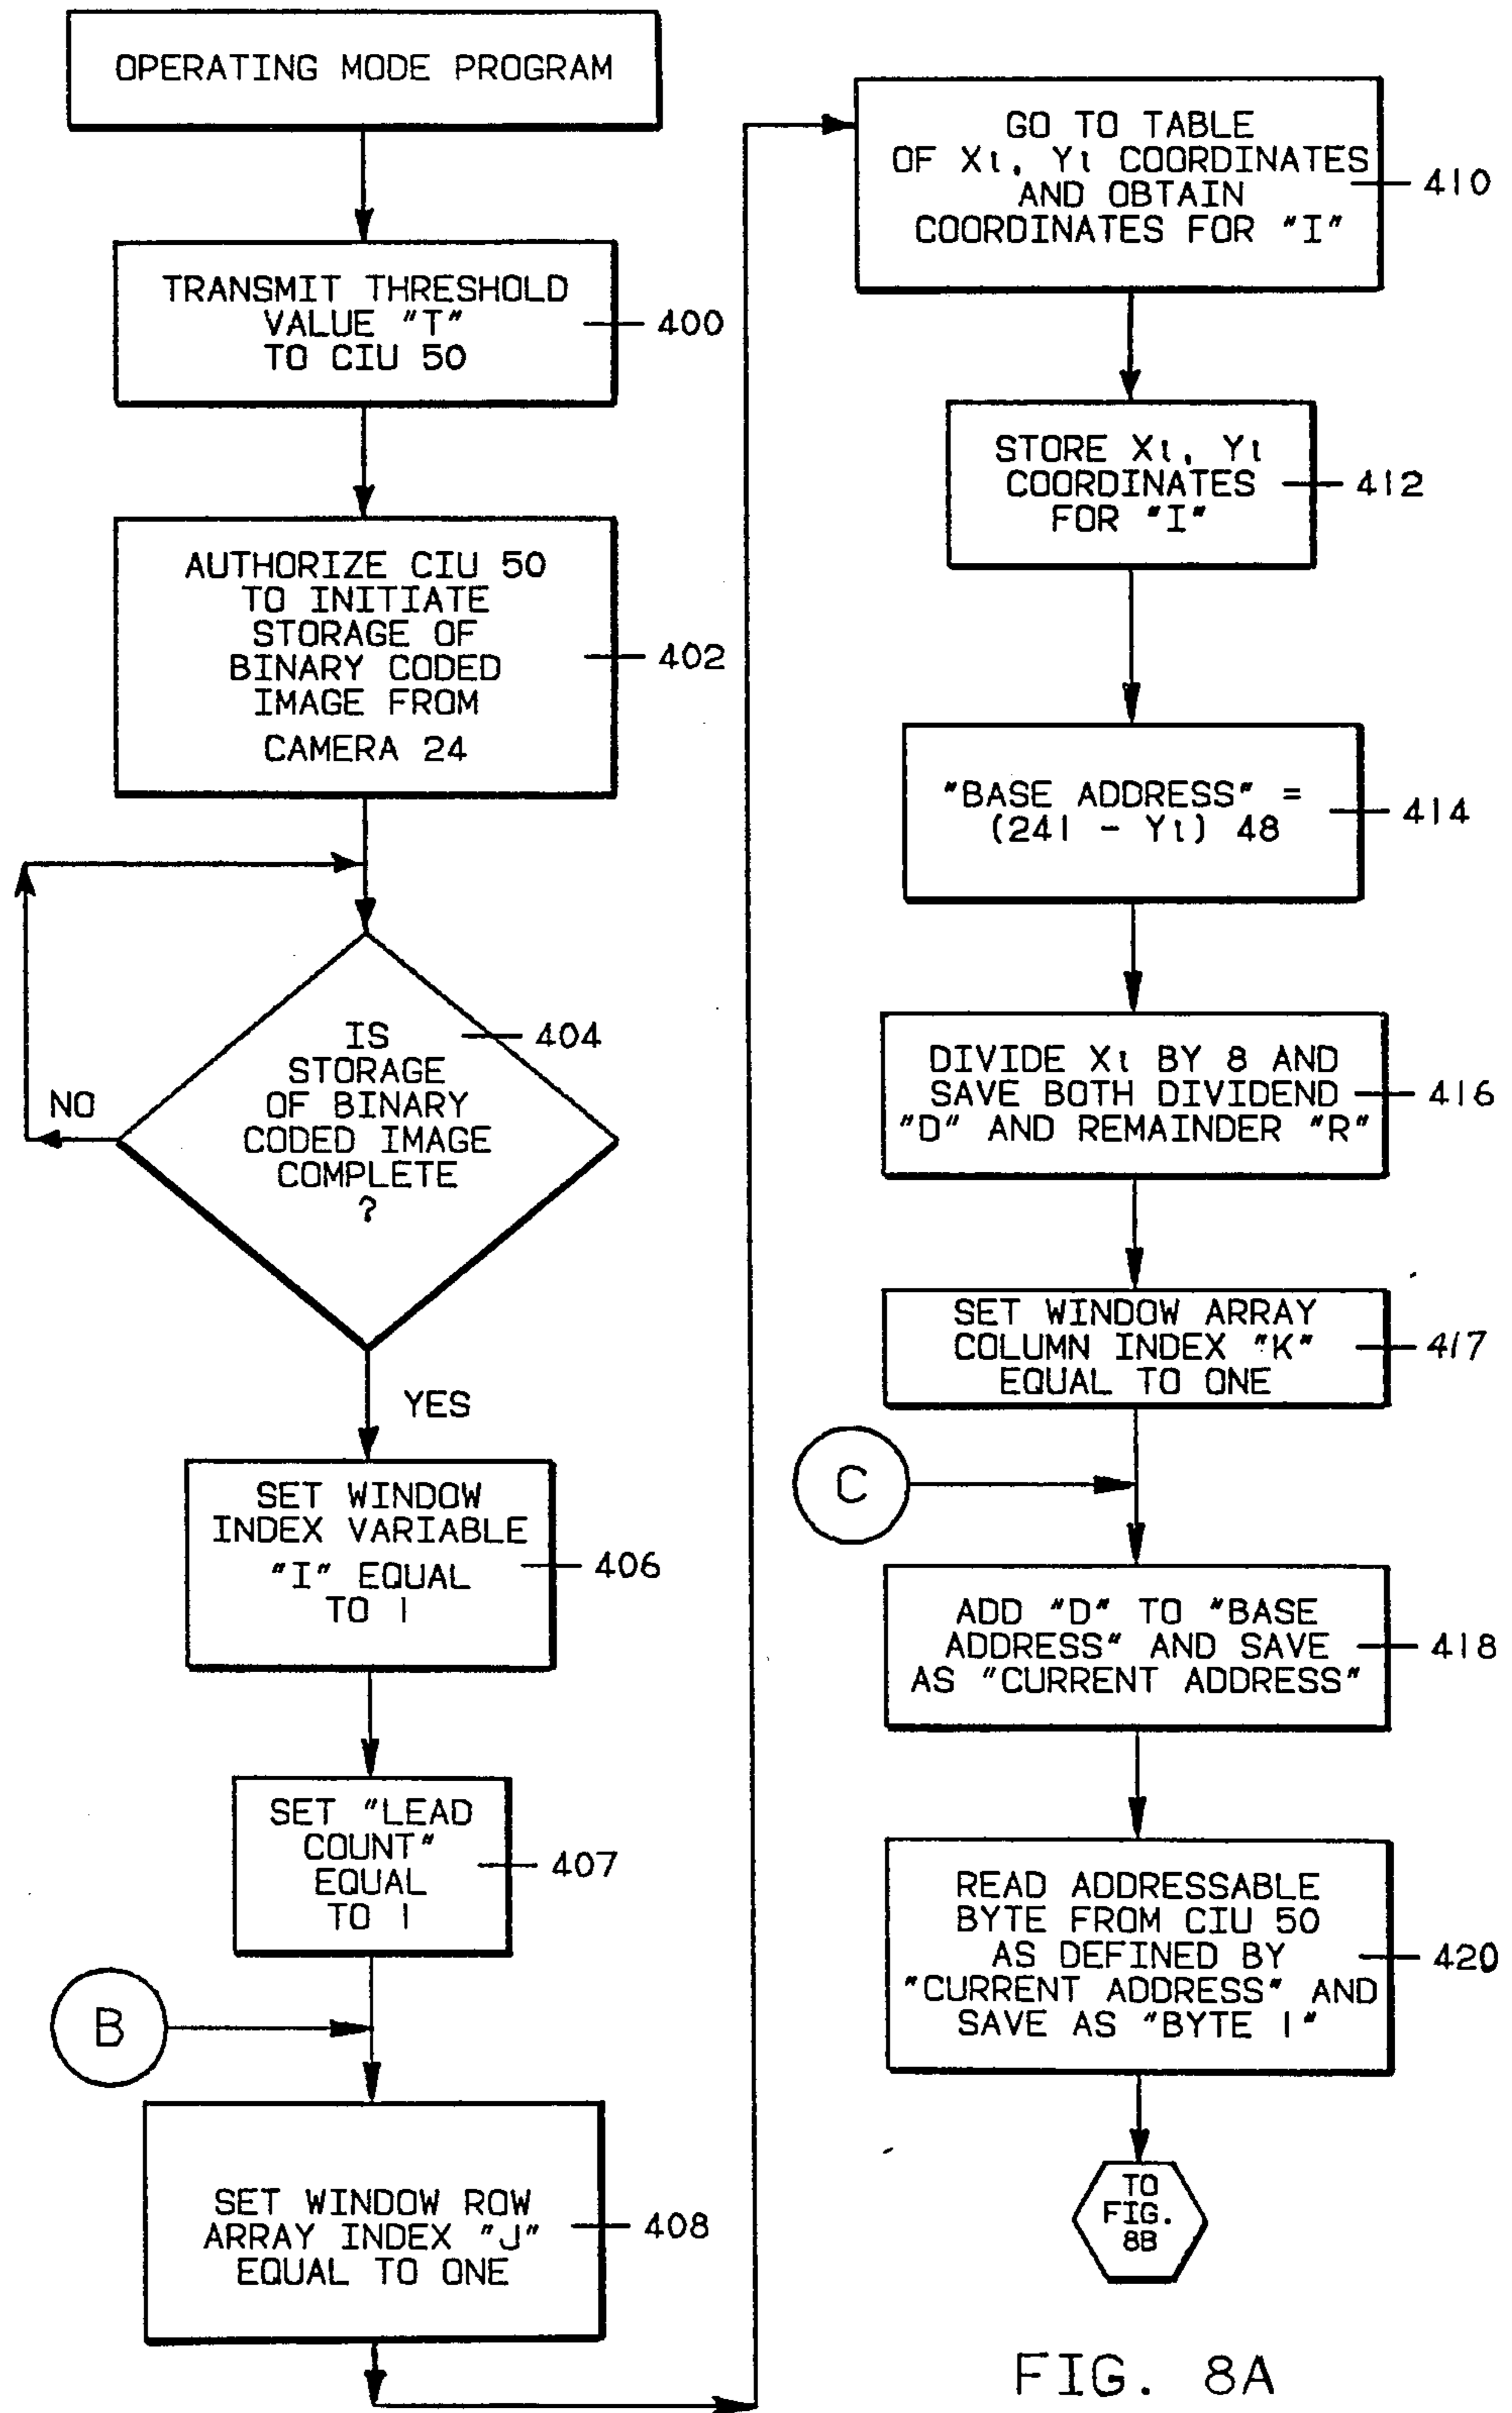 OPERATING MODE PROGRAM
TRANSMIT THRESHOLD
VALUE "T"
TO CIU 50
400
AUTHORIZE CIU 50
TO INITIATE
STORAGE OF
BINARY CODED
IMAGE FROM
CAMERA 24
402
IS
STORAGE
OF BINARY
CODED IMAGE
COMPLETE
?
404
NO
YES
SET WINDOW
INDEX VARIABLE
"I" EQUAL
TO 1
406
SET "LEAD
COUNT"
EQUAL
TO 1
407
B
SET WINDOW ROW
ARRAY INDEX "J"
EQUAL TO ONE
408
GO TO TABLE
OF Xi, Yi COORDINATES
AND OBTAIN
COORDINATES FOR "I"
410
STORE Xi, Yi
COORDINATES
FOR "I"
412
"BASE ADDRESS" =
(241 - Yi) 48
414
DIVIDE Xi BY 8 AND
SAVE BOTH DIVIDEND
"D" AND REMAINDER "R"
416
SET WINDOW ARRAY
COLUMN INDEX "K"
EQUAL TO ONE
417
C
ADD "D" TO "BASE
ADDRESS" AND SAVE
AS "CURRENT ADDRESS"
418
READ ADDRESSABLE
BYTE FROM CIU 50
AS DEFINED BY
"CURRENT ADDRESS" AND
SAVE AS "BYTE 1"
420
TO
FIG.
8B
FIG. 8A